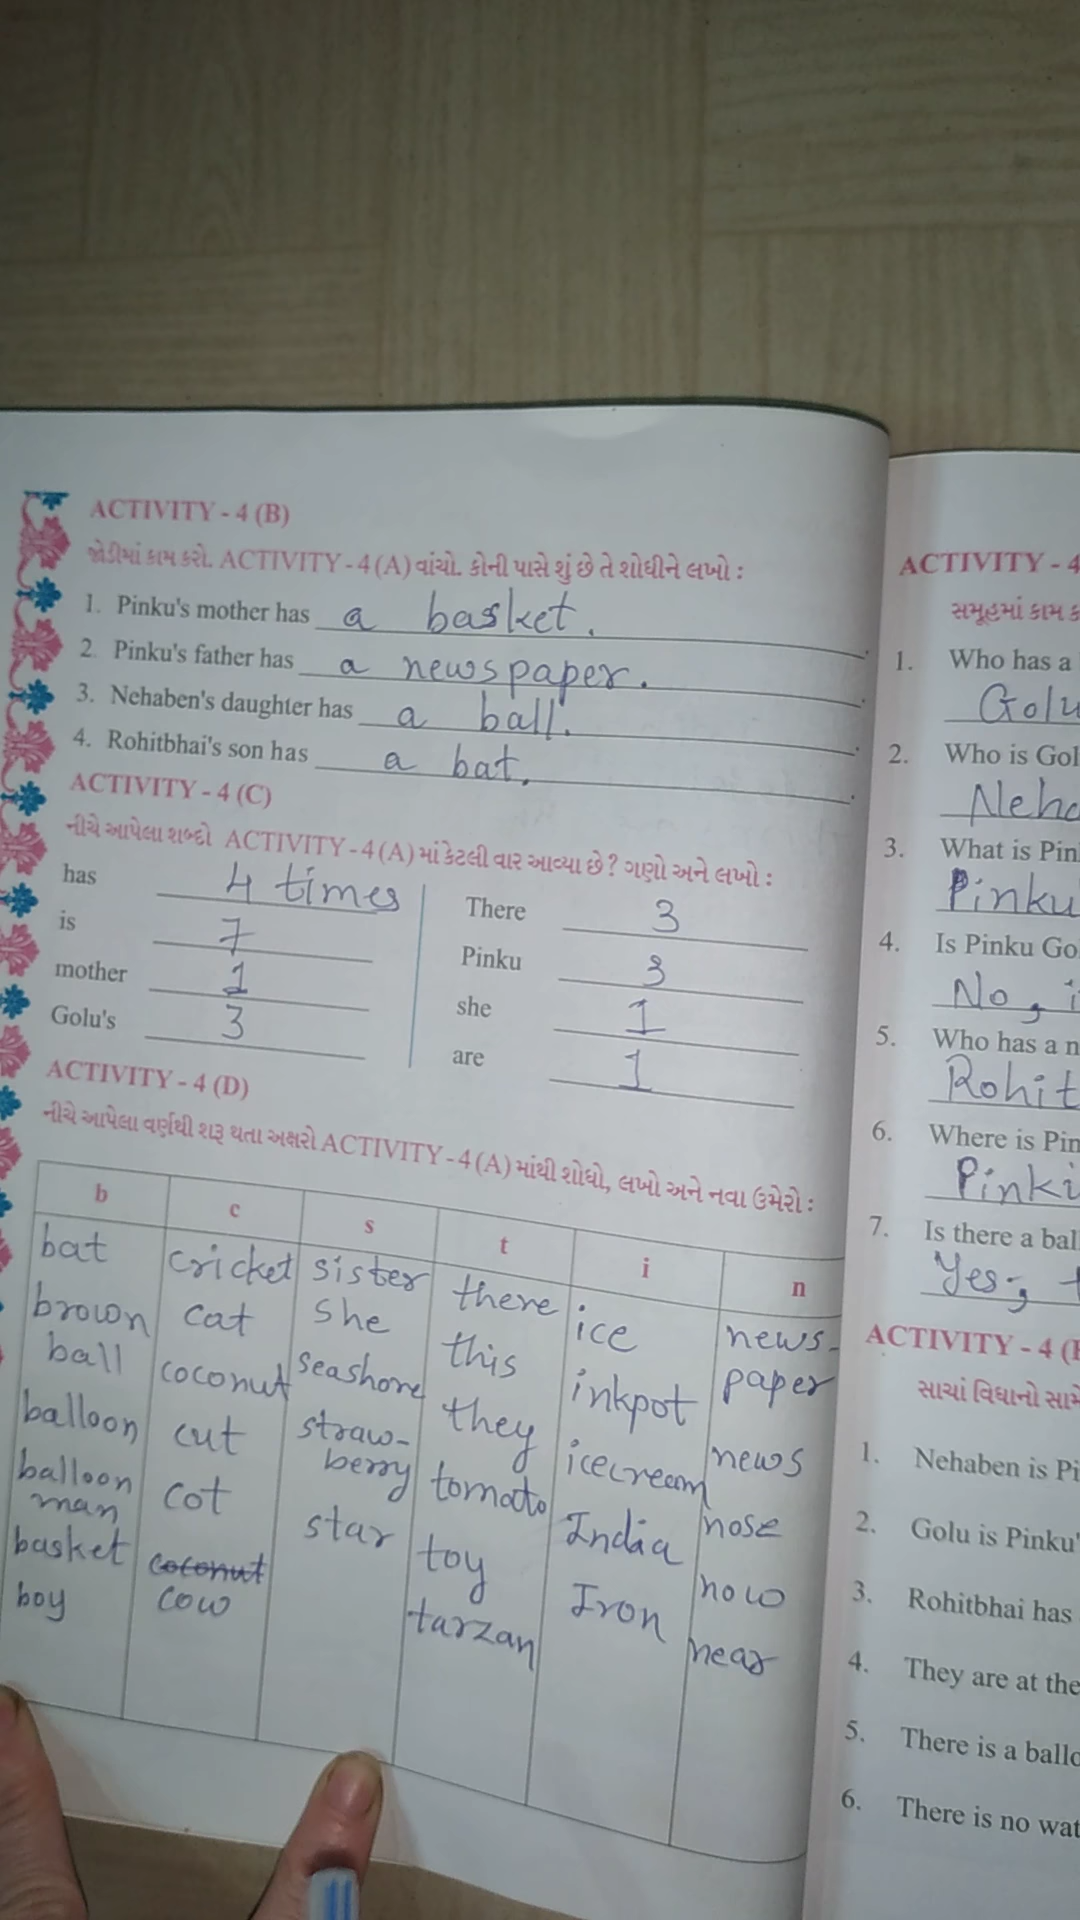 ACTIVITY - 4 (B)
જોડીમાં કામ કરો. ACTIVITY - 4 (A) વાંચો. કોની પાસે શું છે તે શોધીને લખો :
1. Pinku's mother has a basket.
2. Pinku's father has a newspaper.
3. Nehaben's daughter has a ball.
4. Rohitbhai's son has a bat.
ACTIVITY - 4 (C)
નીચે આપેલા શબ્દો ACTIVITY - 4 (A) માં કેટલી વાર આવ્યા છે? ગણો અને લખો :
has 4 times There 3
is 7 Pinku 3
mother 1 she 1
Golu's 3 are 1
ACTIVITY - 4 (D)
નીચે આપેલા વર્ણથી શરૂ થતા અક્ષરો ACTIVITY - 4 (A) માંથી શોધો, લખો અને નવા ઉમેરો :
b c s t i n
bat cricket sister there ice news-
brown cat she this inkpot paper
ball coconut seashore they icecream news
balloon cut straw- tomato India nose
balloon cot berry toy Iron now
man coconut star tarzan near
basket cow
boy
ACTIVITY - 4
સમૂહમાં કામ ક
1. Who has a
Golu
2. Who is Gol
Neha
3. What is Pin
Pinku
4. Is Pinku Go
No, i
5. Who has a n
Rohit
6. Where is Pin
Pinki
7. Is there a bal
Yes, t
ACTIVITY - 4 (E
સાચાં વિધાનો સામે
1. Nehaben is Pi
2. Golu is Pinku'
3. Rohitbhai has
4. They are at the
5. There is a ballo
6. There is no wat